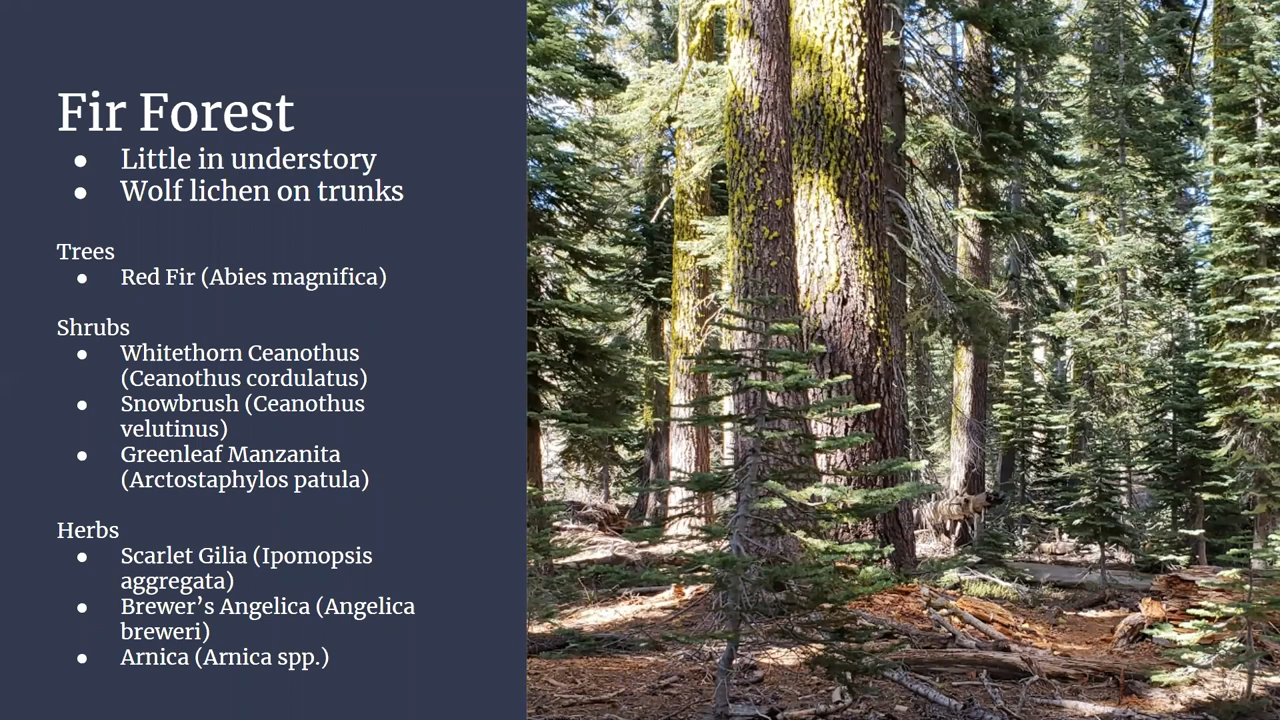 Fir Forest
● Little in understory
● Wolf lichen on trunks
Trees
● Red Fir (Abies magnifica)
Shrubs
● Whitethorn Ceanothus
(Ceanothus cordulatus)
● Snowbrush (Ceanothus
velutinus)
● Greenleaf Manzanita
(Arctostaphylos patula)
Herbs
● Scarlet Gilia (Ipomopsis
aggregata)
● Brewer’s Angelica (Angelica
breweri)
● Arnica (Arnica spp.)